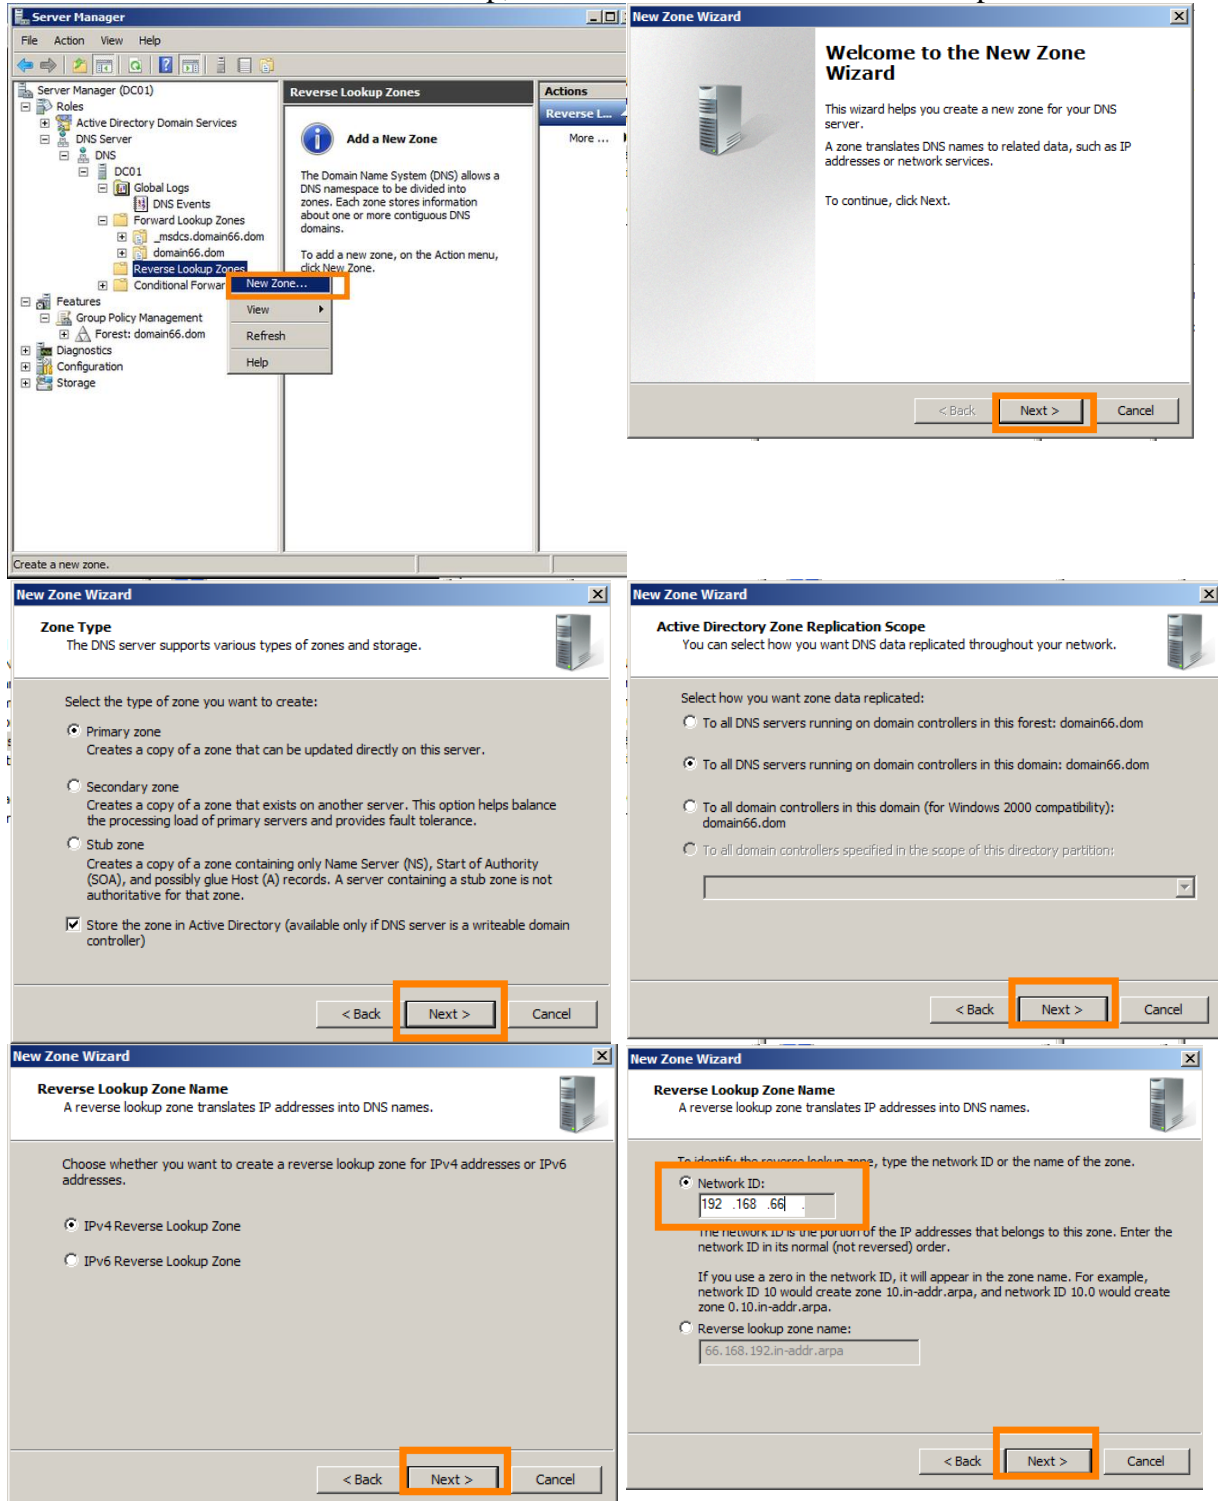 Server Manager
File Action View Help
Server Manager (DC01)
Roles
Active Directory Domain Services
DNS Server
DNS
DC01
Global Logs
DNS Events
Forward Lookup Zones
_msdcs.domain66.dom
domain66.dom
Reverse Lookup Zones
Conditional Forwar
Features
Group Policy Management
Forest: domain66.dom
Diagnostics
Configuration
Storage
New Zone...
View
Refresh
Help
Reverse Lookup Zones
Add a New Zone
The Domain Name System (DNS) allows a
DNS namespace to be divided into
zones. Each zone stores information
about one or more contiguous DNS
domains.
To add a new zone, on the Action menu,
click New Zone.
Actions
Reverse L...
More ...
Create a new zone.
New Zone Wizard
Welcome to the New Zone
Wizard
This wizard helps you create a new zone for your DNS
server.
A zone translates DNS names to related data, such as IP
addresses or network services.
To continue, click Next.
< Back Next > Cancel
New Zone Wizard
Zone Type
The DNS server supports various types of zones and storage.
Select the type of zone you want to create:
Primary zone
Creates a copy of a zone that can be updated directly on this server.
Secondary zone
Creates a copy of a zone that exists on another server. This option helps balance
the processing load of primary servers and provides fault tolerance.
Stub zone
Creates a copy of a zone containing only Name Server (NS), Start of Authority
(SOA), and possibly glue Host (A) records. A server containing a stub zone is not
authoritative for that zone.
Store the zone in Active Directory (available only if DNS server is a writeable domain
controller)
< Back Next > Cancel
New Zone Wizard
Active Directory Zone Replication Scope
You can select how you want DNS data replicated throughout your network.
Select how you want zone data replicated:
To all DNS servers running on domain controllers in this forest: domain66.dom
To all DNS servers running on domain controllers in this domain: domain66.dom
To all domain controllers in this domain (for Windows 2000 compatibility):
domain66.dom
To all domain controllers specified in the scope of this directory partition:
< Back Next > Cancel
New Zone Wizard
Reverse Lookup Zone Name
A reverse lookup zone translates IP addresses into DNS names.
Choose whether you want to create a reverse lookup zone for IPv4 addresses or IPv6
addresses.
IPv4 Reverse Lookup Zone
IPv6 Reverse Lookup Zone
< Back Next > Cancel
New Zone Wizard
Reverse Lookup Zone Name
A reverse lookup zone translates IP addresses into DNS names.
To identify the reverse lookup zone, type the network ID or the name of the zone.
Network ID:
192 .168 .66 .
The network ID is the portion of the IP addresses that belongs to this zone. Enter the
network ID in its normal (not reversed) order.
If you use a zero in the network ID, it will appear in the zone name. For example,
network ID 10 would create zone 10.in-addr.arpa, and network ID 10.0 would create
zone 0.10.in-addr.arpa.
Reverse lookup zone name:
66.168.192.in-addr.arpa
< Back Next > Cancel